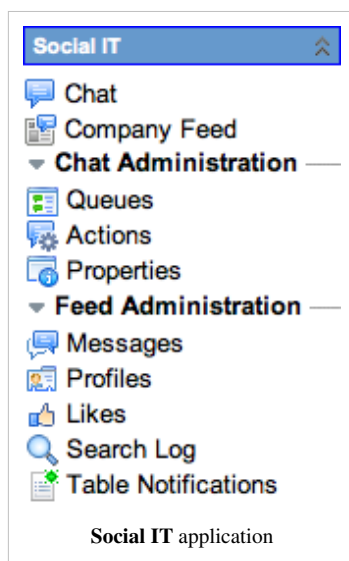 Social IT
Chat
Company Feed
Chat Administration
Queues
Actions
Properties
Feed Administration
Messages
Profiles
Likes
Search Log
Table Notifications
Social IT application